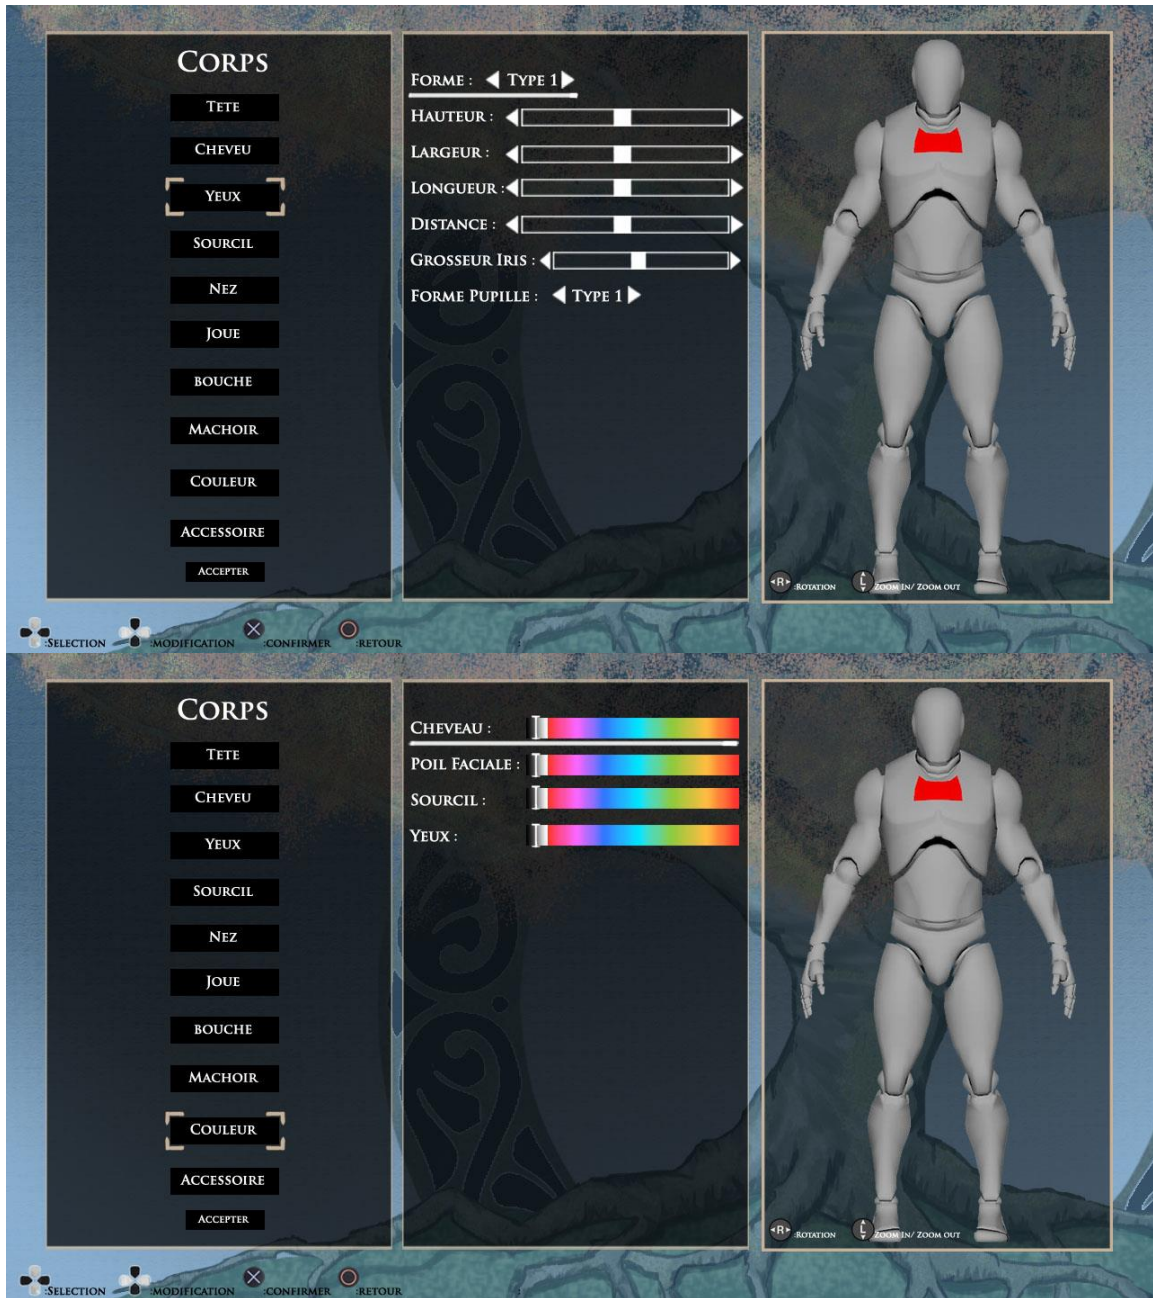 CORPS
TETE
CHEVEU
YEUX
SOURCIL
NEZ
JOUE
BOUCHE
MACHOIR
COULEUR
ACCESSOIRE
ACCEPTER
FORME : TYPE 1
HAUTEUR :
LARGEUR :
LONGUEUR :
DISTANCE :
GROSSEUR IRIS :
FORME PUPILLE : TYPE 1
R :ROTATION L ZOOM IN/ ZOOM OUT
:SELECTION :MODIFICATION :CONFIRMER :RETOUR :
CORPS
TETE
CHEVEU
YEUX
SOURCIL
NEZ
JOUE
BOUCHE
MACHOIR
COULEUR
ACCESSOIRE
ACCEPTER
CHEVEAU :
POIL FACIALE :
SOURCIL :
YEUX :
R :ROTATION L ZOOM IN/ ZOOM OUT
:SELECTION :MODIFICATION :CONFIRMER :RETOUR :